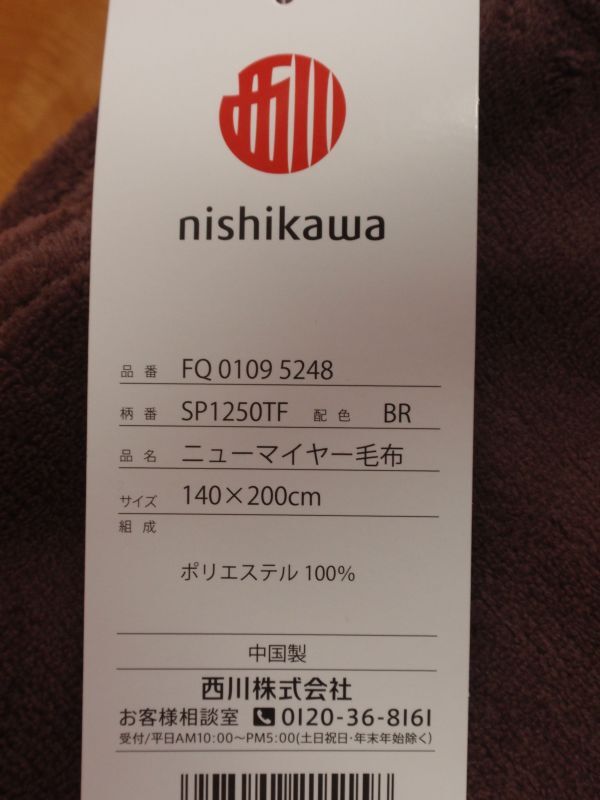 西川
nishikawa
品番 FQ 0109 5248
柄番 SP1250TF 配色 BR
品名 ニューマイヤー毛布
サイズ 140×200cm
組成
ポリエステル 100%
中国製
西川株式会社
お客様相談室 0120-36-8161
受付/平日AM10:00〜PM5:00(土日祝日･年末年始除く)